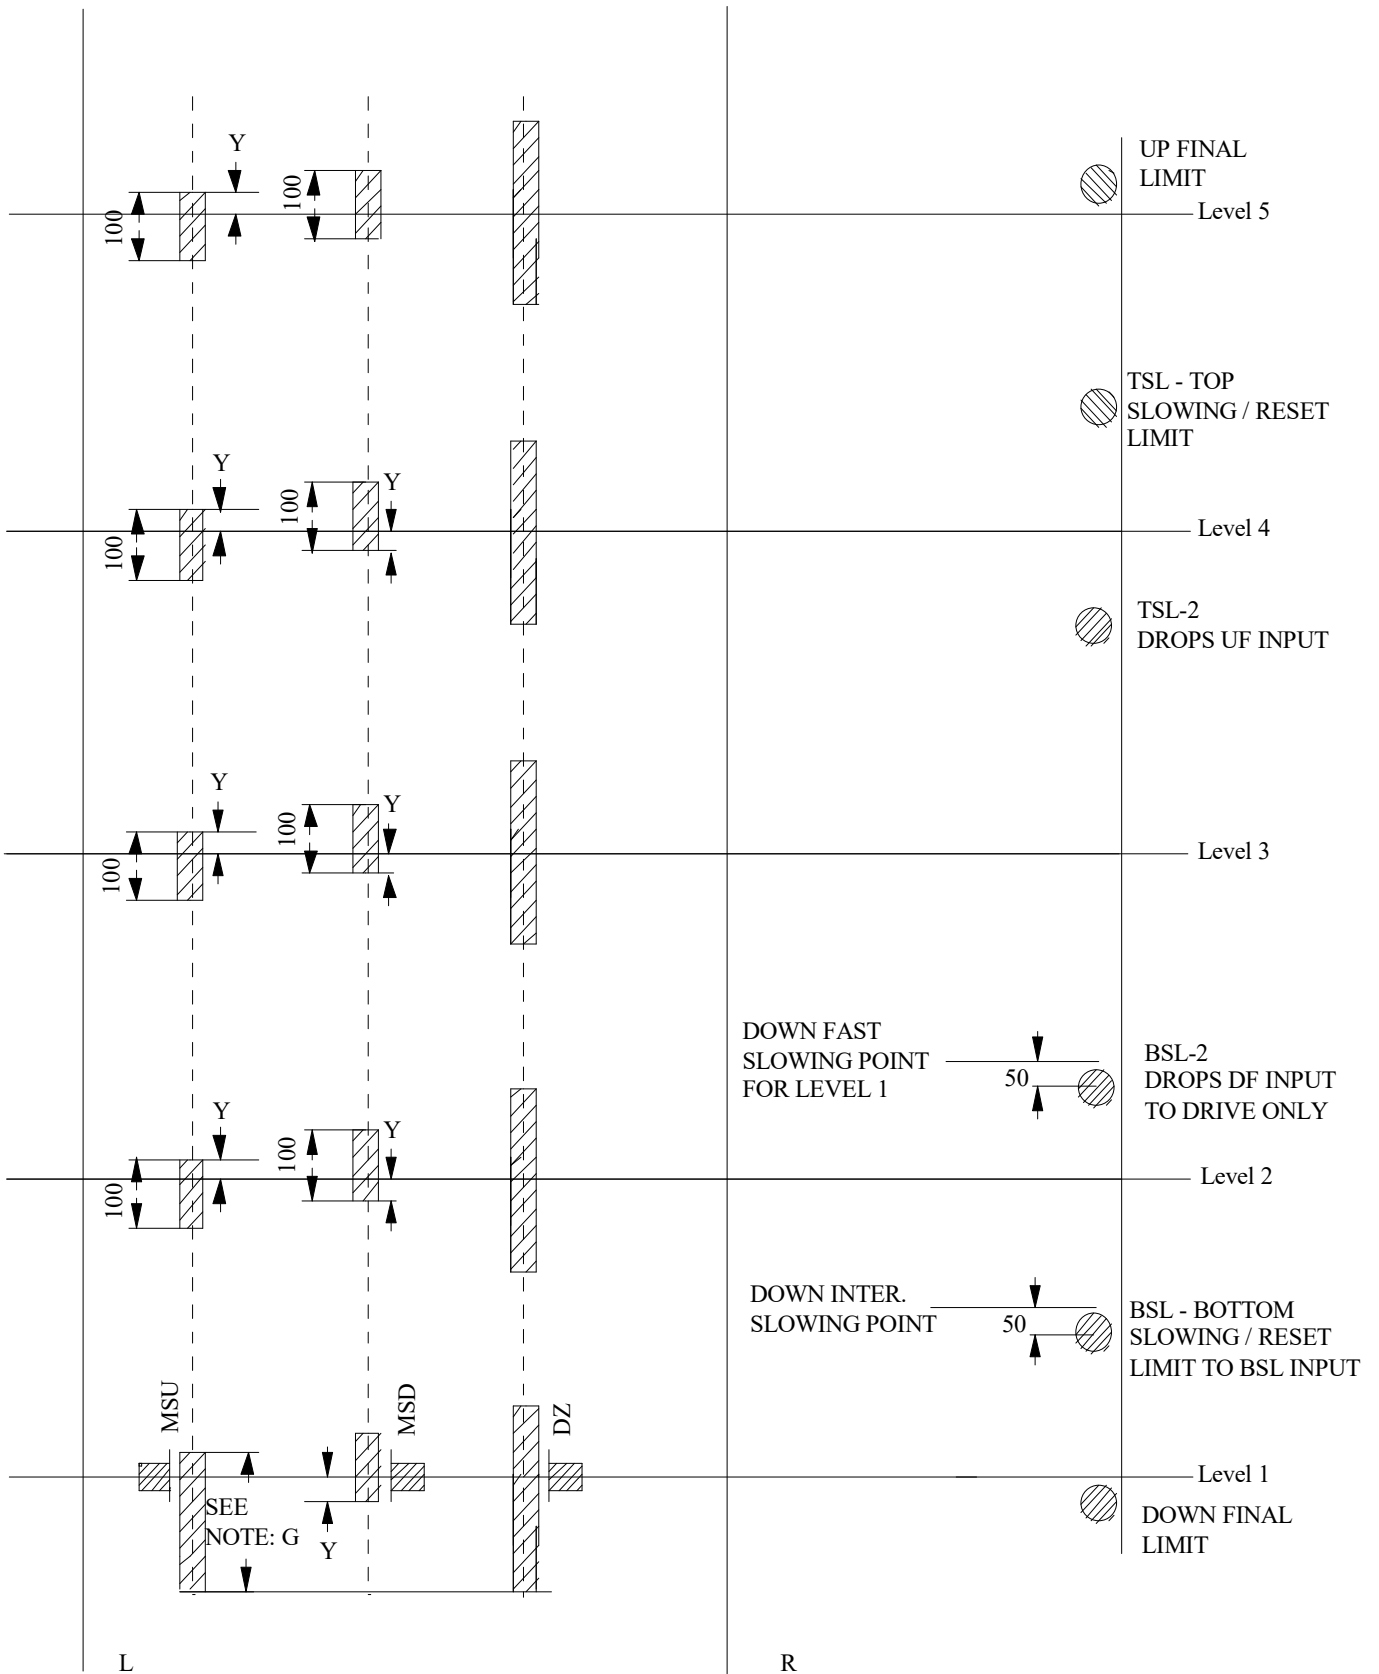 Y
UP FINAL
LIMIT
100
100
Level 5
TSL - TOP
SLOWING / RESET
LIMIT
Y
Y
100
100
Level 4
TSL-2
DROPS UF INPUT
Y
Y
100
100
Level 3
DOWN FAST
SLOWING POINT
FOR LEVEL 1
50
BSL-2
DROPS DF INPUT
TO DRIVE ONLY
Y
Y
100
100
Level 2
DOWN INTER.
SLOWING POINT
50
BSL - BOTTOM
SLOWING / RESET
LIMIT TO BSL INPUT
MSU
MSD
DZ
Level 1
SEE
NOTE: G
Y
DOWN FINAL
LIMIT
L
R